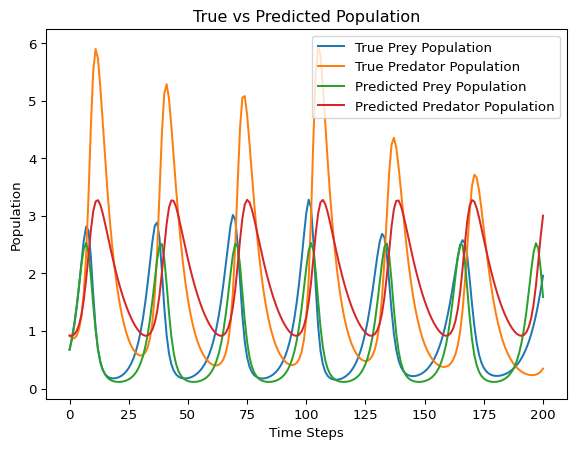 True vs Predicted Population
True Prey Population
True Predator Population
Predicted Prey Population
Predicted Predator Population
Population
6
5
4
3
2
1
0
0 25 50 75 100 125 150 175 200
Time Steps